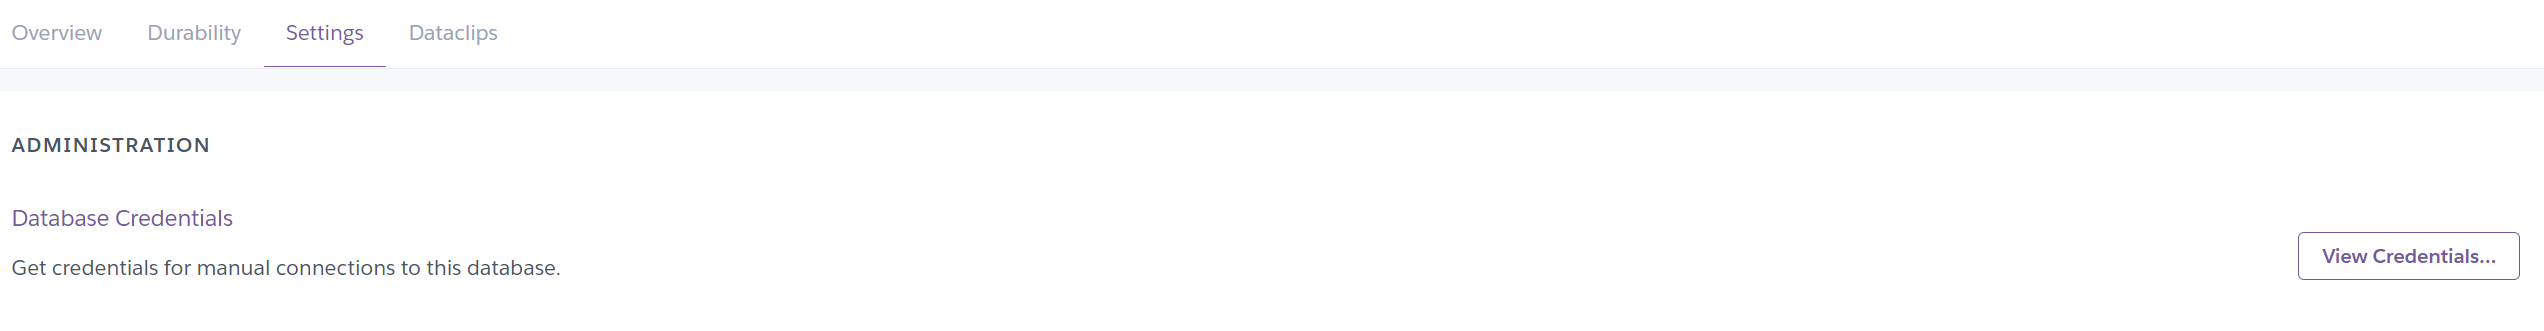 Overview Durability Settings Dataclips
ADMINISTRATION
Database Credentials
Get credentials for manual connections to this database.
View Credentials...